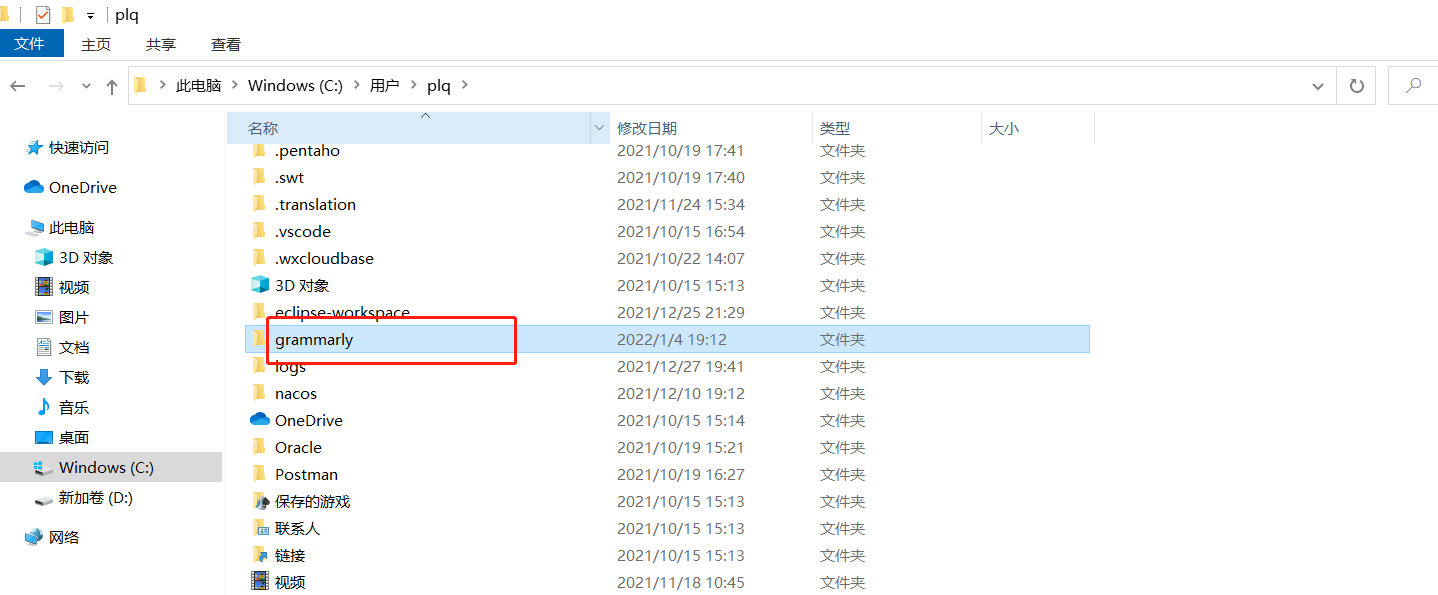 plq
文件 主页 共享 查看
此电脑 Windows (C:) 用户 plq
名称 修改日期 类型 大小
快速访问
OneDrive
此电脑
3D 对象
视频
图片
文档
下载
音乐
桌面
Windows (C:)
新加卷 (D:)
网络
.pentaho 2021/10/19 17:41 文件夹
.swt 2021/10/19 17:40 文件夹
.translation 2021/11/24 15:34 文件夹
.vscode 2021/10/15 16:54 文件夹
.wxcloudbase 2021/10/22 14:07 文件夹
3D 对象 2021/10/15 15:13 文件夹
eclipse-workspace 2021/12/25 21:29 文件夹
grammarly 2022/1/4 19:12 文件夹
logs 2021/12/27 19:41 文件夹
nacos 2021/12/10 19:12 文件夹
OneDrive 2021/10/15 15:14 文件夹
Oracle 2021/10/19 15:21 文件夹
Postman 2021/10/19 16:27 文件夹
保存的游戏 2021/10/15 15:13 文件夹
联系人 2021/10/15 15:13 文件夹
链接 2021/10/15 15:13 文件夹
视频 2021/11/18 10:45 文件夹